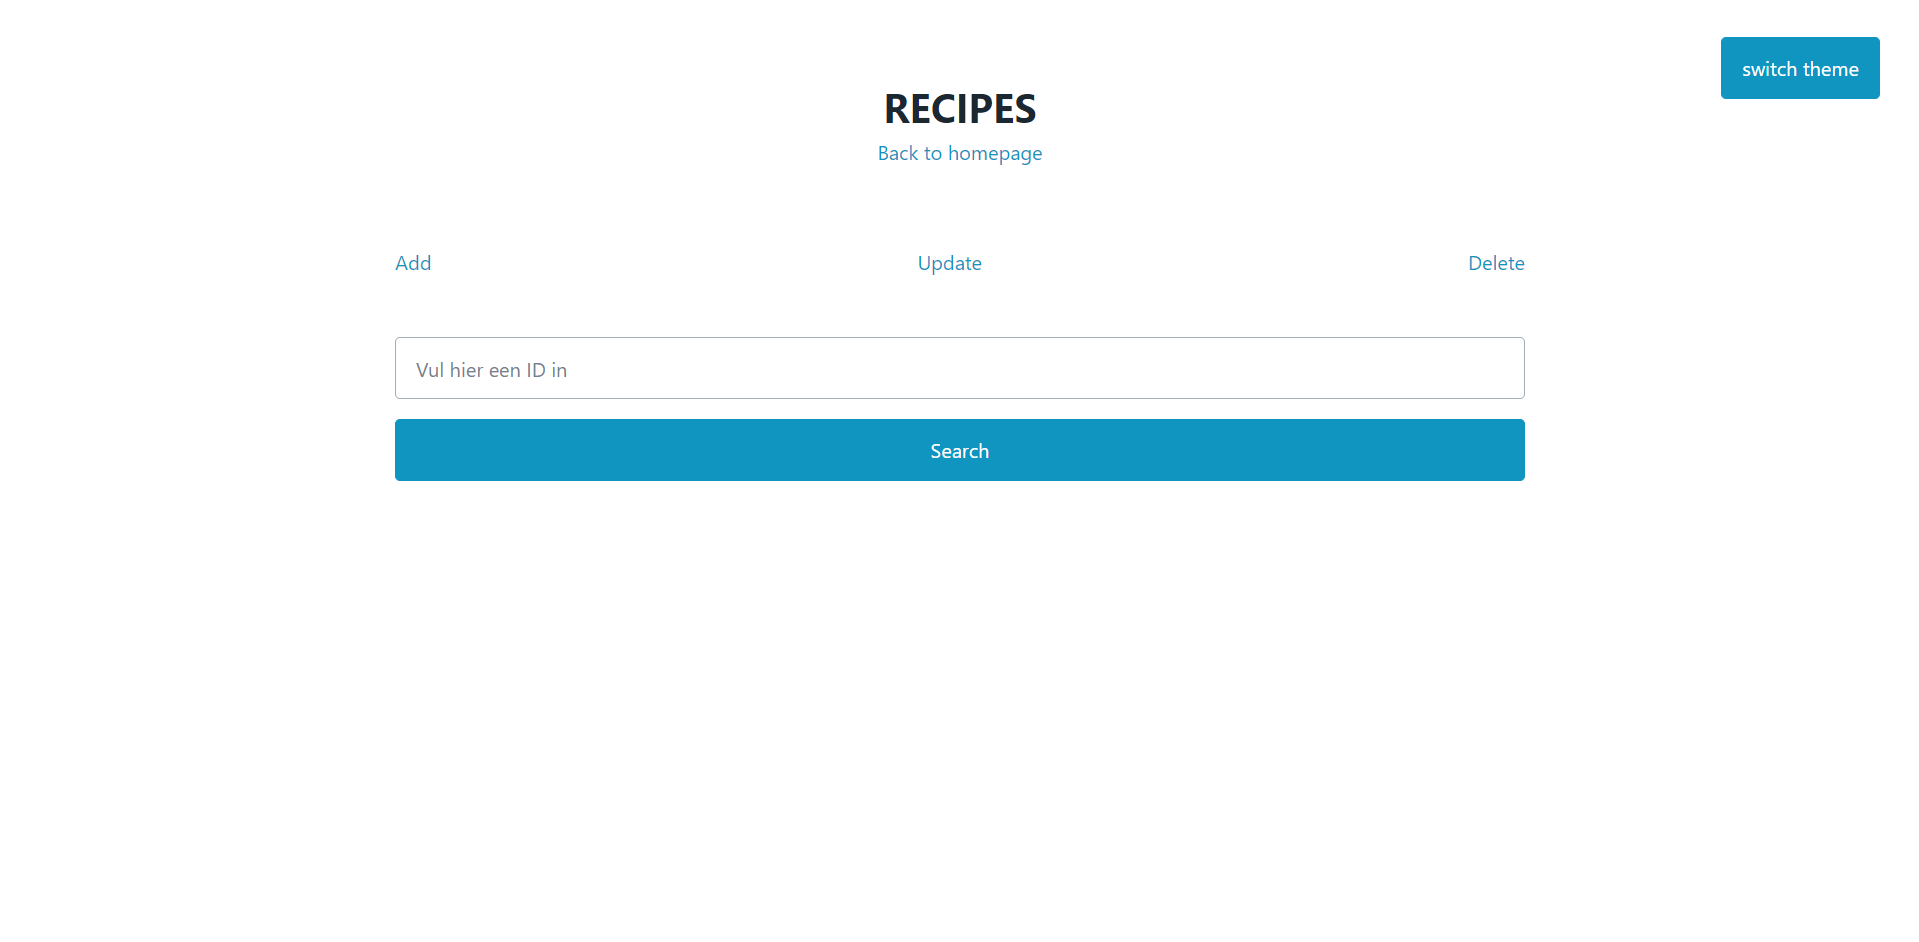 switch theme
RECIPES
Back to homepage
Add Update Delete
Vul hier een ID in
Search